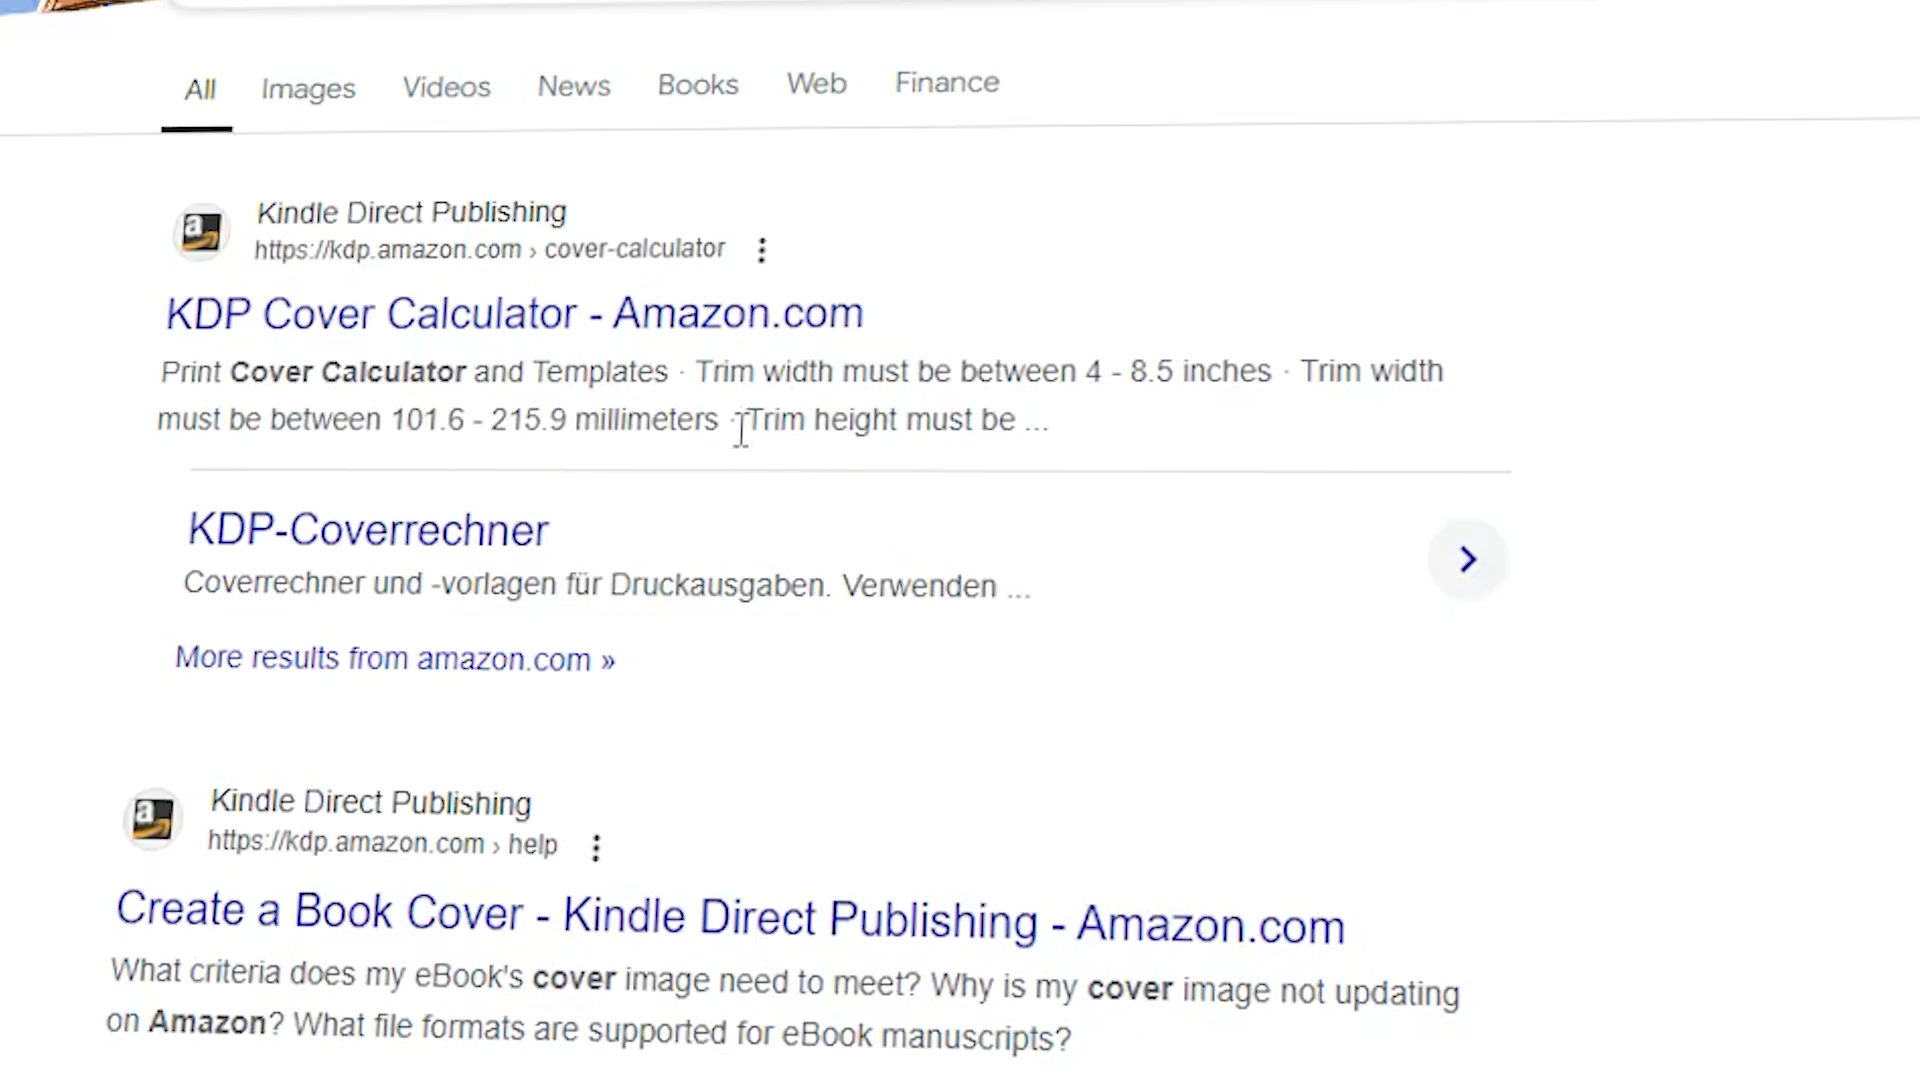 All Images Videos News Books Web Finance
Kindle Direct Publishing
https://kdp.amazon.com › cover-calculator
KDP Cover Calculator - Amazon.com
Print Cover Calculator and Templates · Trim width must be between 4 - 8.5 inches · Trim width
must be between 101.6 - 215.9 millimeters · Trim height must be ...
KDP-Coverrechner
Coverrechner und -vorlagen für Druckausgaben. Verwenden ...
More results from amazon.com »
Kindle Direct Publishing
https://kdp.amazon.com › help
Create a Book Cover - Kindle Direct Publishing - Amazon.com
What criteria does my eBook's cover image need to meet? Why is my cover image not updating
on Amazon? What file formats are supported for eBook manuscripts?